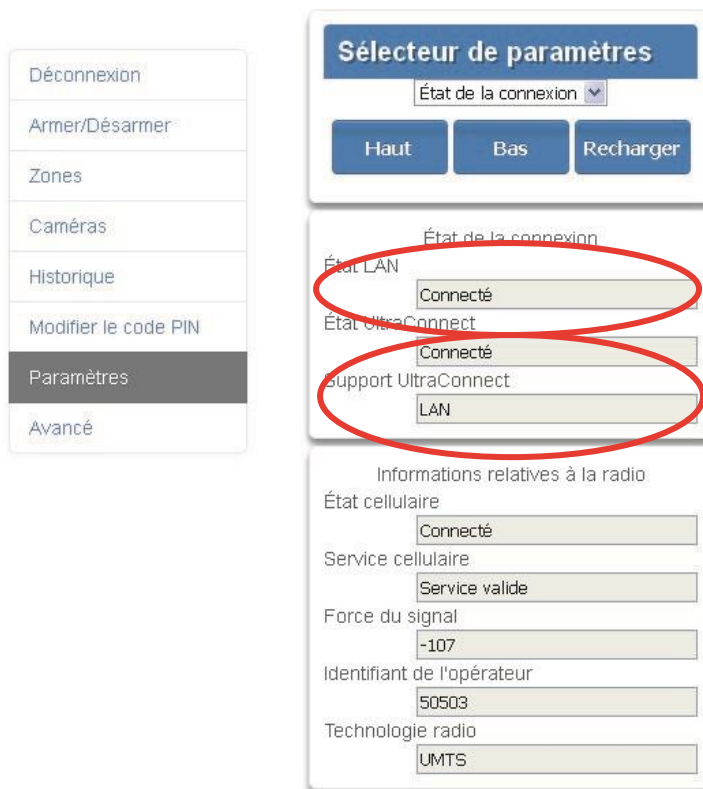 Déconnexion
Armer/Désarmer
Zones
Caméras
Historique
Modifier le code PIN
Paramètres
Avancé
Sélecteur de paramètres
État de la connexion
Haut Bas Recharger
État de la connexion
État LAN
Connecté
État UltraConnect
Connecté
Support UltraConnect
LAN
Informations relatives à la radio
État cellulaire
Connecté
Service cellulaire
Service valide
Force du signal
-107
Identifiant de l'opérateur
50503
Technologie radio
UMTS